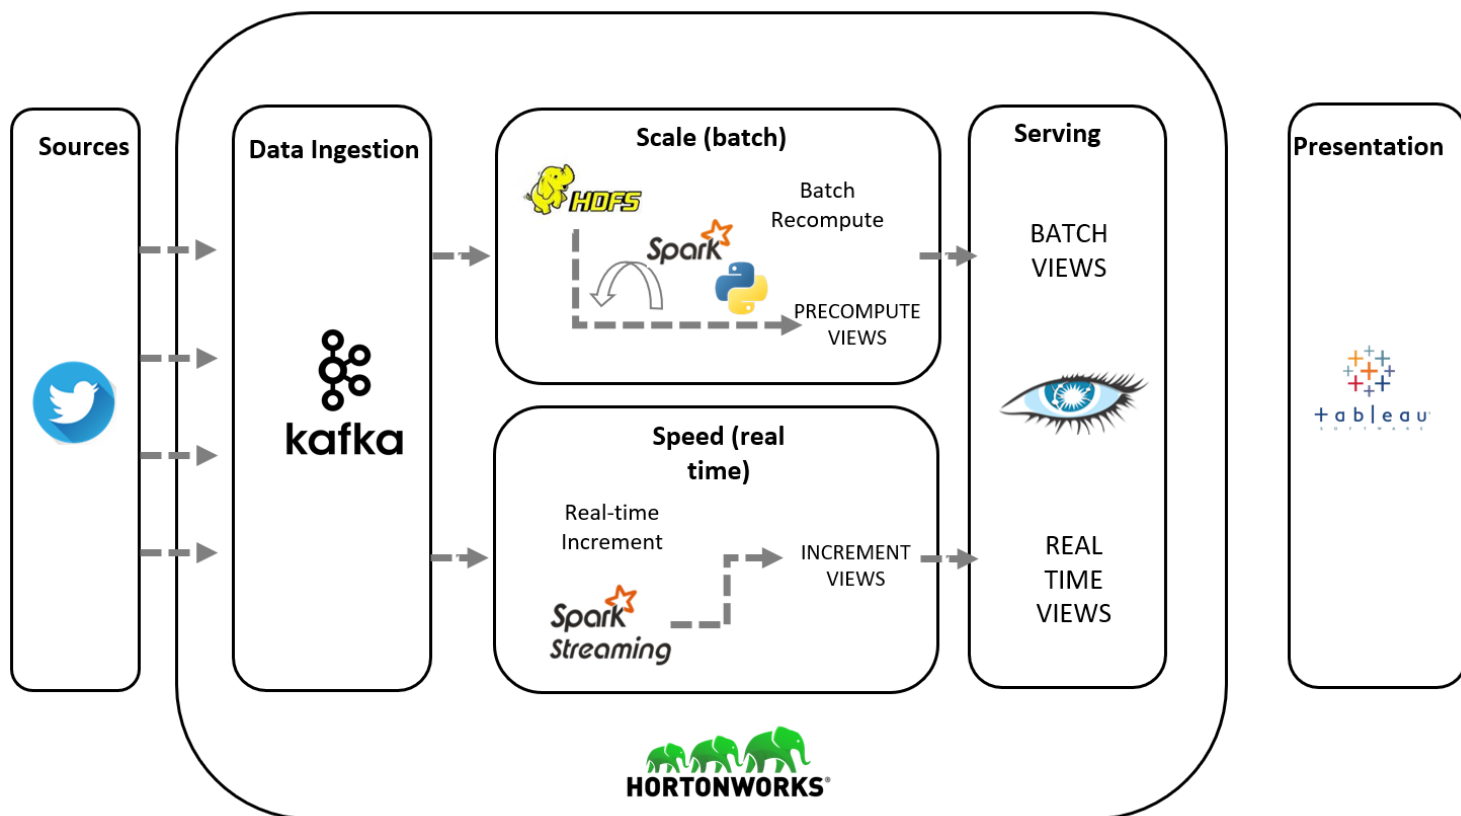 Sources
Data Ingestion
kafka
Scale (batch)
HDFS
Spark
Batch
Recompute
PRECOMPUTE
VIEWS
Speed (real
time)
Real-time
Increment
Spark
Streaming
INCREMENT
VIEWS
Serving
BATCH
VIEWS
REAL
TIME
VIEWS
Presentation
+ a b l e a u
S O F T W A R E
HORTONWORKS®